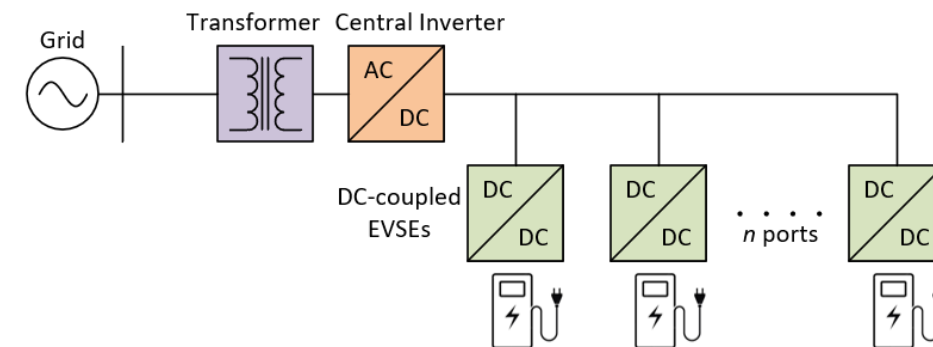 Grid
Transformer
Central Inverter
AC
DC
DC-coupled
EVSEs
DC
DC
DC
DC
. . . .
n ports
DC
DC